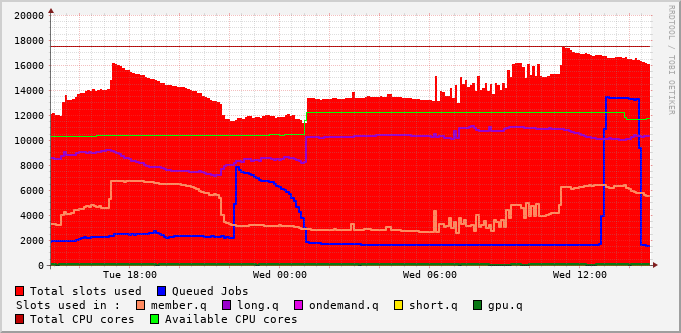 20000
18000
16000
14000
12000
10000
8000
6000
4000
2000
0
Tue 18:00 Wed 00:00 Wed 06:00 Wed 12:00
RRDTOOL / TOBI OETIKER
Total slots used Queued Jobs
Slots used in : member.q long.q ondemand.q short.q gpu.q
Total CPU cores Available CPU cores